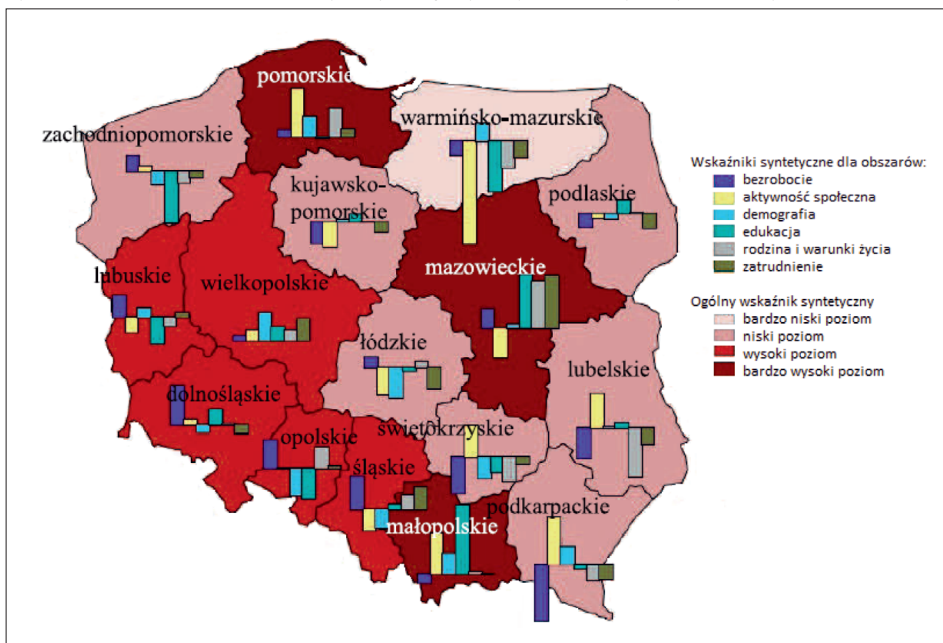 pomorskie
warmińsko-mazurskie
zachodniopomorskie
kujawsko-
pomorskie
podlaskie
lubuskie
wielkopolskie
mazowieckie
łódzkie
lubelskie
dolnośląskie
opolskie
świętokrzyskie
śląskie
małopolskie
podkarpackie
Wskaźniki syntetyczne dla obszarów:
bezrobocie
aktywność społeczna
demografia
edukacja
rodzina i warunki życia
zatrudnienie
Ogólny wskaźnik syntetyczny
bardzo niski poziom
niski poziom
wysoki poziom
bardzo wysoki poziom